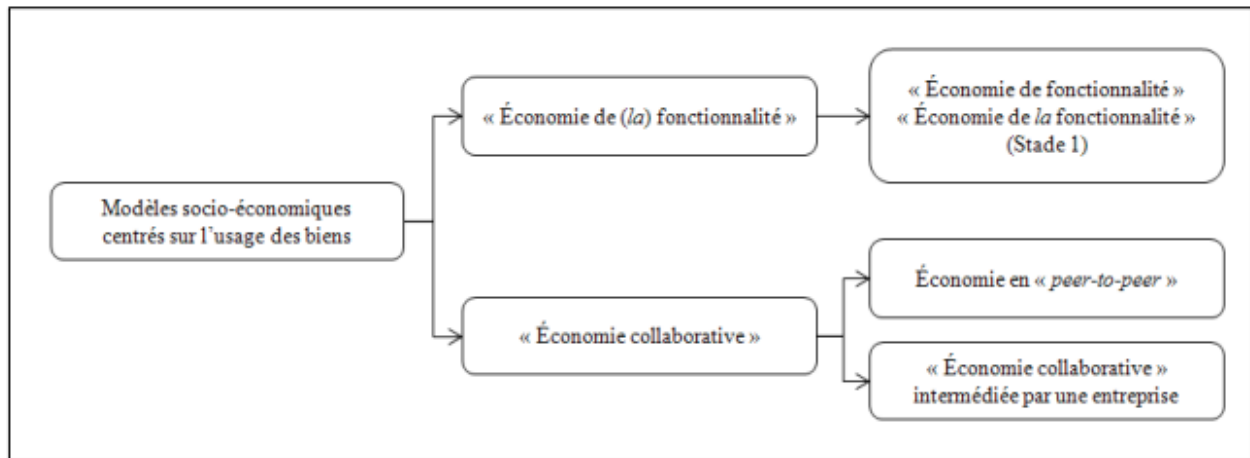 « Économie de (la) fonctionnalité »
« Économie de fonctionnalité »
« Économie de la fonctionnalité »
(Stade 1)
Modèles socio-économiques
centrés sur l’usage des biens
« Économie collaborative »
Économie en « peer-to-peer »
« Économie collaborative »
intermédiée par une entreprise